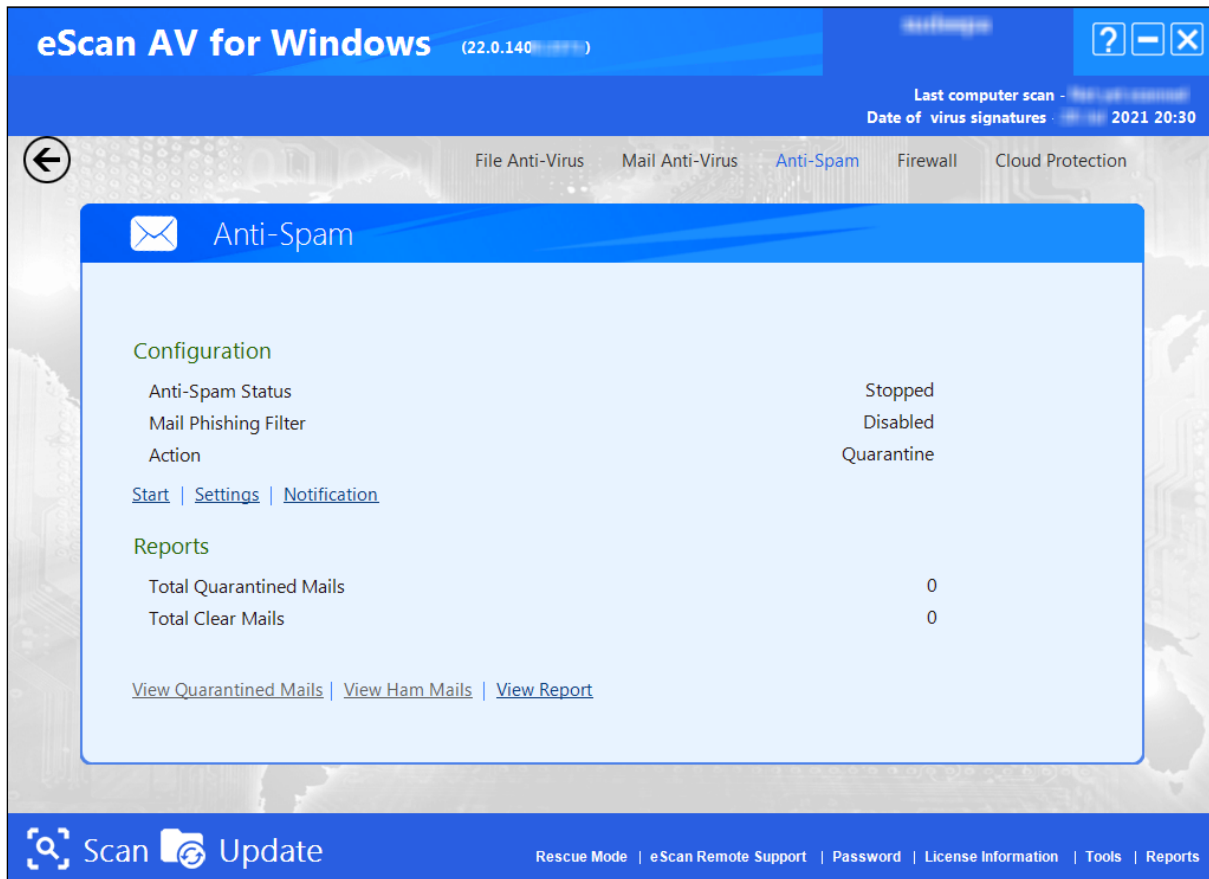 eScan AV for Windows (22.0.140
Last computer scan -
Date of virus signatures - 2021 20:30
File Anti-Virus Mail Anti-Virus Anti-Spam Firewall Cloud Protection
Anti-Spam
Configuration
Anti-Spam Status Stopped
Mail Phishing Filter Disabled
Action Quarantine
Start | Settings | Notification
Reports
Total Quarantined Mails 0
Total Clear Mails 0
View Quarantined Mails | View Ham Mails | View Report
Scan Update Rescue Mode | eScan Remote Support | Password | License Information | Tools | Reports